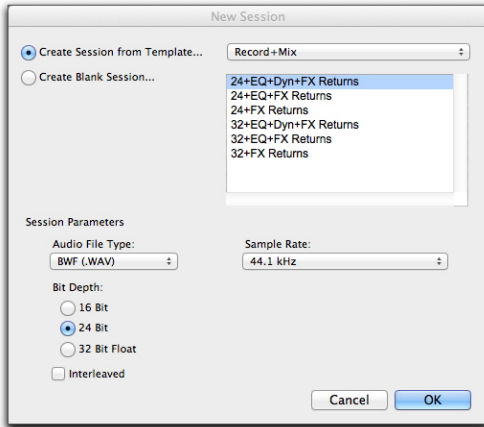 New Session
Create Session from Template...
Record+Mix
Create Blank Session...
24+EQ+Dyn+FX Returns
24+EQ+FX Returns
24+FX Returns
32+EQ+Dyn+FX Returns
32+EQ+FX Returns
32+FX Returns
Session Parameters
Audio File Type:
Sample Rate:
BWF (.WAV)
44.1 kHz
Bit Depth:
16 Bit
24 Bit
32 Bit Float
Interleaved
Cancel
OK